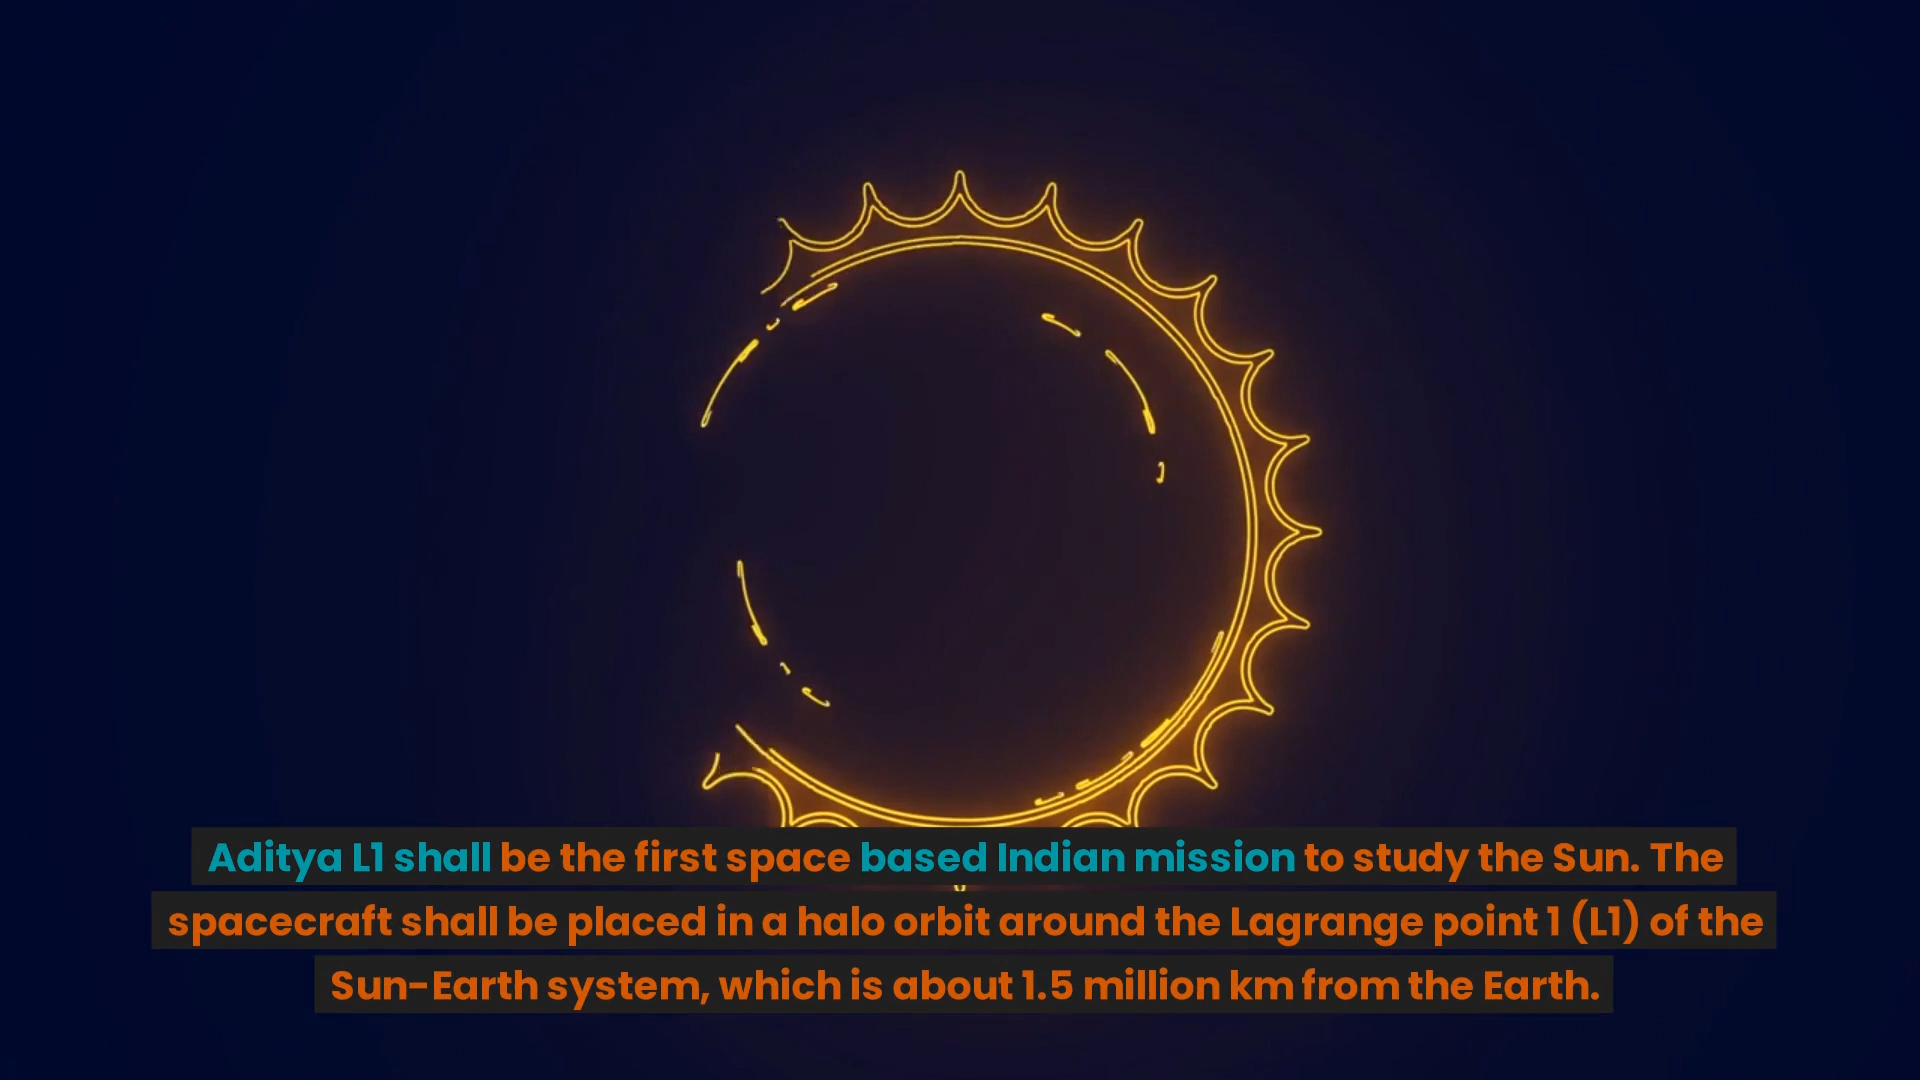 Aditya L1 shall be the first space based Indian mission to study the Sun. The
spacecraft shall be placed in a halo orbit around the Lagrange point 1 (L1) of the
Sun-Earth system, which is about 1.5 million km from the Earth.